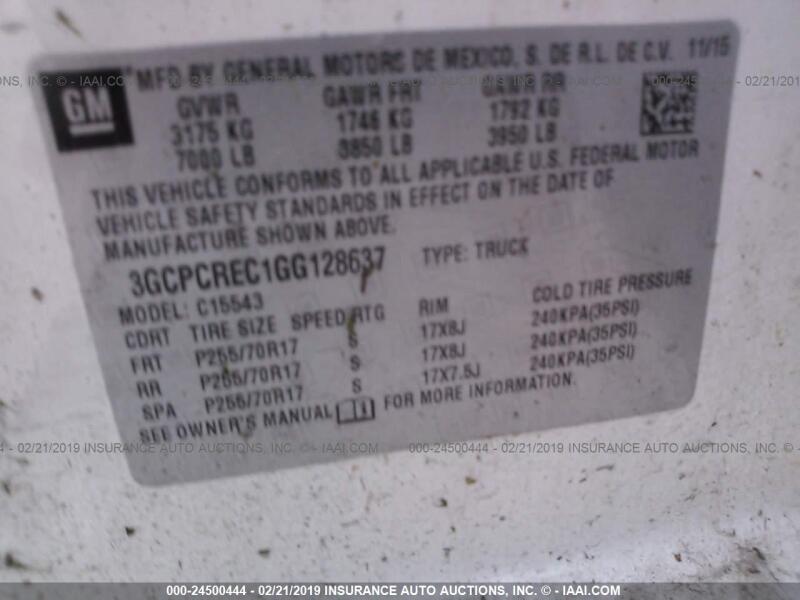 GM
MFD BY GENERAL MOTORS DE MEXICO, S. DE R.L. DE C.V. 11/15
GVWR GAWR FRT GAWR RR
3175 KG 1746 KG 1792 KG
7000 LB 3850 LB 3950 LB
THIS VEHICLE CONFORMS TO ALL APPLICABLE U.S. FEDERAL MOTOR
VEHICLE SAFETY STANDARDS IN EFFECT ON THE DATE OF
MANUFACTURE SHOWN ABOVE.
3GCPCREC1GG128637 TYPE: TRUCK
MODEL: C15543
CDRT TIRE SIZE SPEED RTG RIM COLD TIRE PRESSURE
FRT P255/70R17 S 17X8J 240KPA(35PSI)
RR P255/70R17 S 17X8J 240KPA(35PSI)
SPA P255/70R17 S 17X7.5J 240KPA(35PSI)
SEE OWNER'S MANUAL FOR MORE INFORMATION.
000-24500444 - 02/21/2019 INSURANCE AUTO AUCTIONS, INC. - © - IAAI.COM